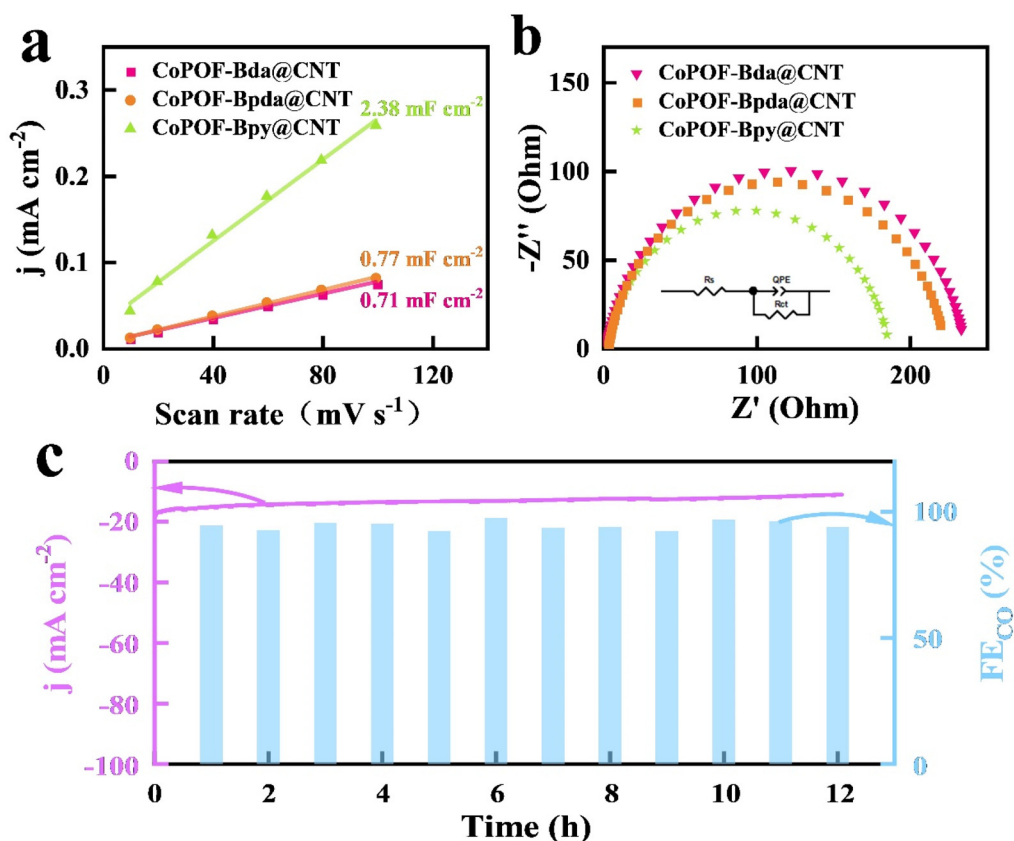 a
CoPOF-Bda@CNT
CoPOF-Bpda@CNT
CoPOF-Bpy@CNT
2.38 mF cm⁻²
0.77 mF cm⁻²
0.71 mF cm⁻²
j (mA cm⁻²)
0.3
0.2
0.1
0.0
0 40 80 120
Scan rate（mV s⁻¹)
b
CoPOF-Bda@CNT
CoPOF-Bpda@CNT
CoPOF-Bpy@CNT
-Z'' (Ohm)
150
100
50
0
Rs
QPE
Rct
0 100 200
Z' (Ohm)
c
j (mA cm⁻²)
0
-20
-40
-60
-80
-100
100
50
0
FE_CO (%)
0 2 4 6 8 10 12
Time (h)